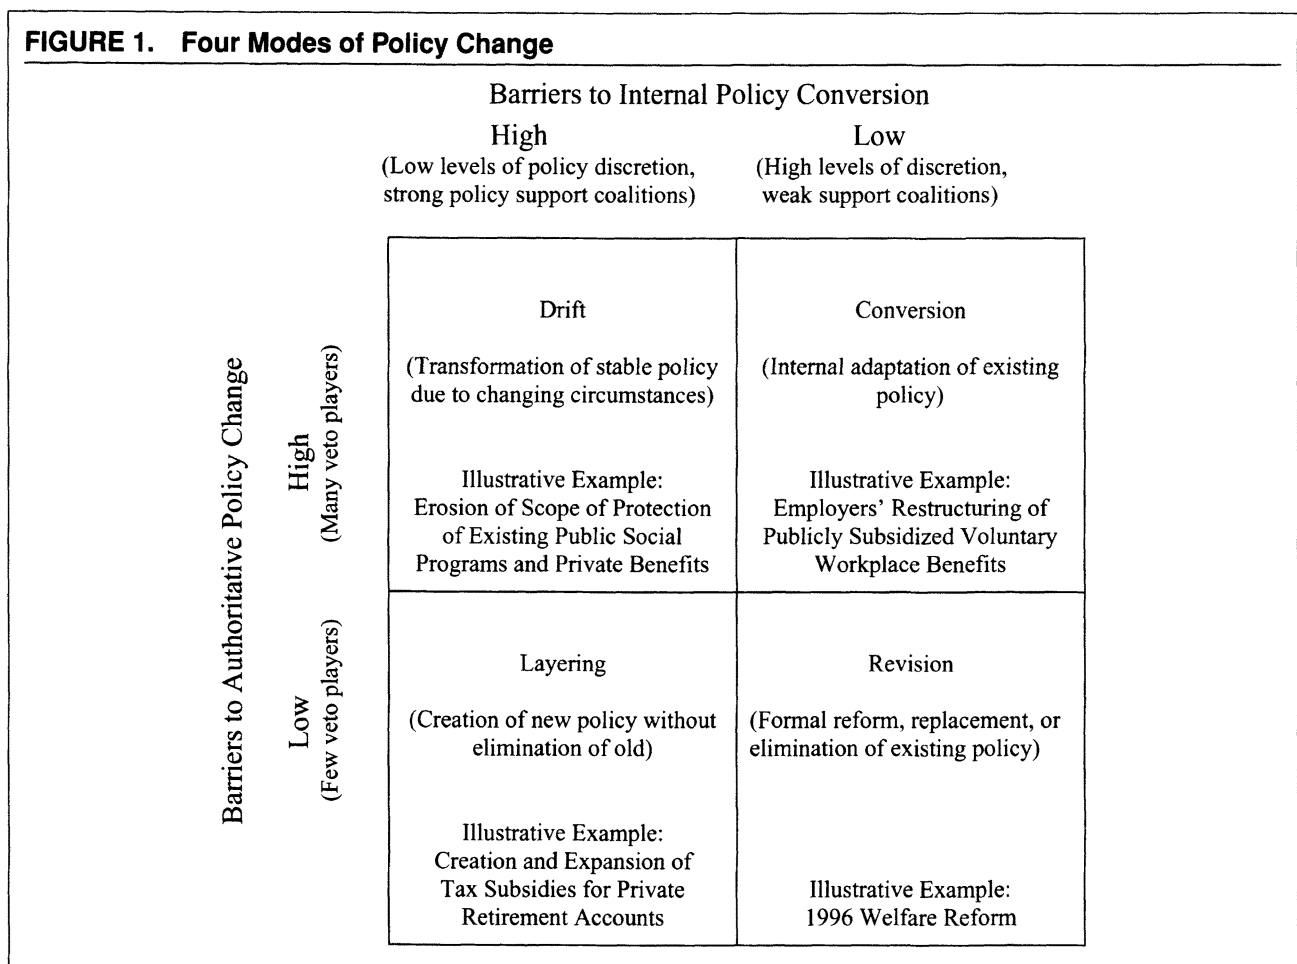 FIGURE 1. Four Modes of Policy Change
Barriers to Internal Policy Conversion
High
(Low levels of policy discretion,
strong policy support coalitions)
Low
(High levels of discretion,
weak support coalitions)
Barriers to Authoritative Policy Change
High
(Many veto players)
Drift
(Transformation of stable policy
due to changing circumstances)
Illustrative Example:
Erosion of Scope of Protection
of Existing Public Social
Programs and Private Benefits
Conversion
(Internal adaptation of existing
policy)
Illustrative Example:
Employers' Restructuring of
Publicly Subsidized Voluntary
Workplace Benefits
Low
(Few veto players)
Layering
(Creation of new policy without
elimination of old)
Illustrative Example:
Creation and Expansion of
Tax Subsidies for Private
Retirement Accounts
Revision
(Formal reform, replacement, or
elimination of existing policy)
Illustrative Example:
1996 Welfare Reform